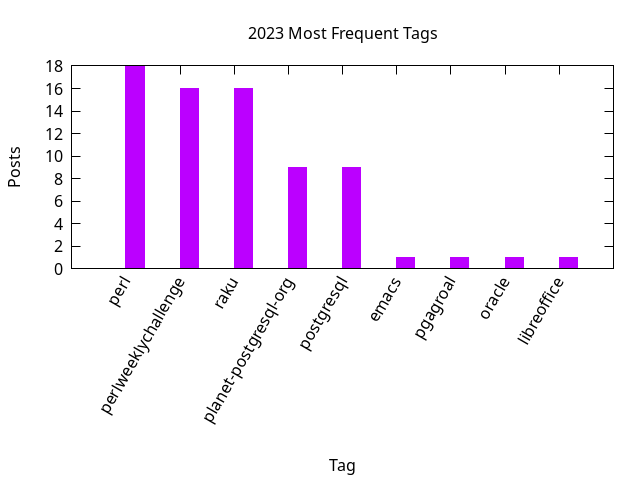 2023 Most Frequent Tags
Posts
18
16
14
12
10
8
6
4
2
0
perl
perlweeklychallenge
raku
planet-postgresql-org
postgresql
emacs
pgagroal
oracle
libreoffice
Tag